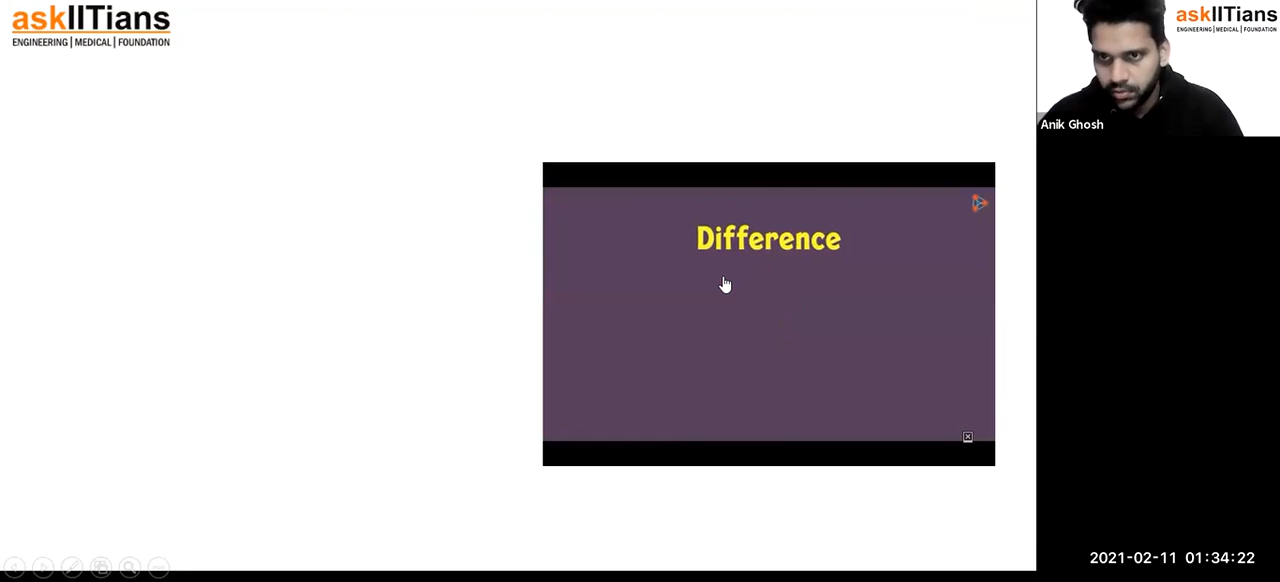 askIITians
ENGINEERING | MEDICAL | FOUNDATION
askIITians
ENGINEERING | MEDICAL | FOUNDATION
Anik Ghosh
Difference
2021-02-11 01:34:22